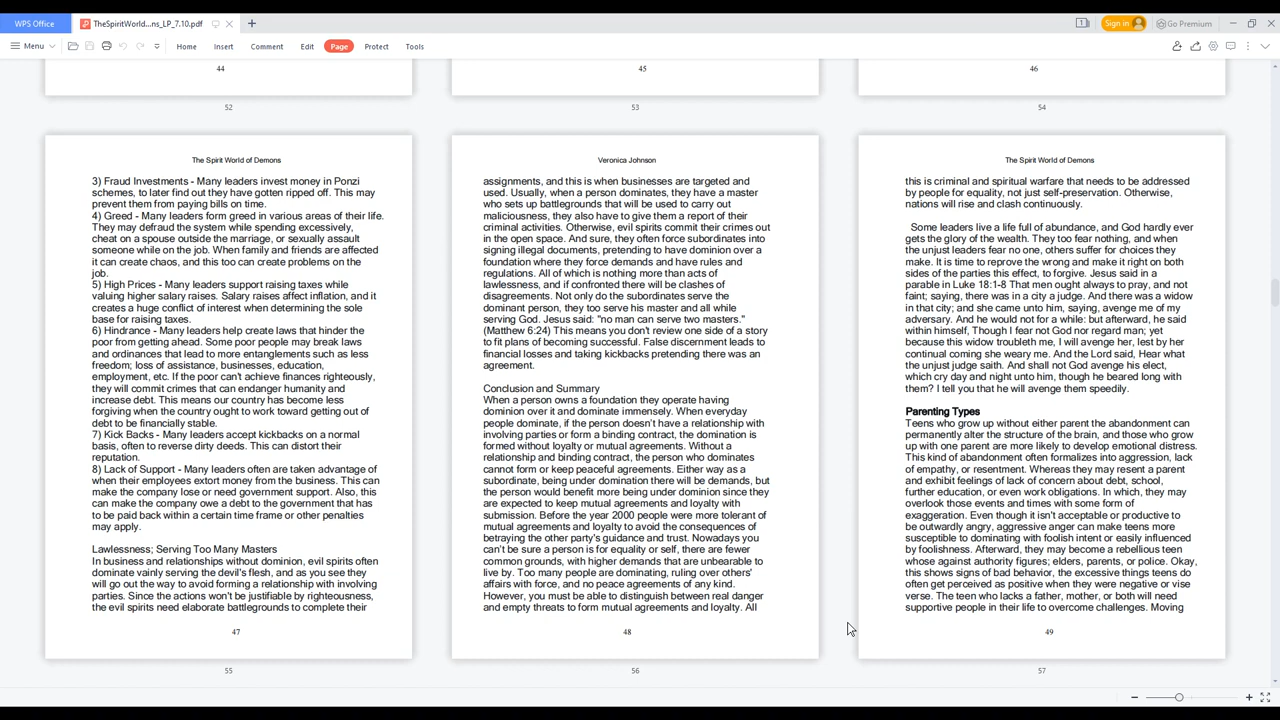 WPS Office
TheSpiritWorld...ns_LP_7.10.pdf
1
Sign in
Go Premium
Menu
Home
Insert
Comment
Edit
Page
Protect
Tools
44
52
45
53
46
54
The Spirit World of Demons
3) Fraud Investments - Many leaders invest money in Ponzi
schemes, to later find out they have gotten ripped off. This may
prevent them from paying bills on time.
4) Greed - Many leaders form greed in various areas of their life.
They may defraud the system while spending excessively,
cheat on a spouse outside the marriage, or sexually assault
someone while on the job. When family and friends are affected
it can create chaos, and this too can create problems on the
job.
5) High Prices - Many leaders support raising taxes while
valuing higher salary raises. Salary raises affect inflation, and it
creates a huge conflict of interest when determining the sole
base for raising taxes.
6) Hindrance - Many leaders help create laws that hinder the
poor from getting ahead. Some poor people may break laws
and ordinances that lead to more entanglements such as less
freedom; loss of assistance, businesses, education,
employment, etc. If the poor can't achieve finances righteously,
they will commit crimes that can endanger humanity and
increase debt. This means our country has become less
forgiving when the country ought to work toward getting out of
debt to be financially stable.
7) Kick Backs - Many leaders accept kickbacks on a normal
basis, often to reverse dirty deeds. This can distort their
reputation.
8) Lack of Support - Many leaders often are taken advantage of
when their employees extort money from the business. This can
make the company lose or need government support. Also, this
can make the company owe a debt to the government that has
to be paid back within a certain time frame or other penalties
may apply.
Lawlessness; Serving Too Many Masters
In business and relationships without dominion, evil spirits often
dominate vainly serving the devil's flesh, and as you see they
will go out the way to avoid forming a relationship with involving
parties. Since the actions won't be justifiable by righteousness,
the evil spirits need elaborate battlegrounds to complete their
47
55
Veronica Johnson
assignments, and this is when businesses are targeted and
used. Usually, when a person dominates, they have a master
who sets up battlegrounds that will be used to carry out
maliciousness, they also have to give them a report of their
criminal activities. Otherwise, evil spirits commit their crimes out
in the open space. And sure, they often force subordinates into
signing illegal documents, pretending to have dominion over a
foundation where they force demands and have rules and
regulations. All of which is nothing more than acts of
lawlessness, and if confronted there will be clashes of
disagreements. Not only do the subordinates serve the
dominant person, they too serve his master and all while
serving God. Jesus said: "no man can serve two masters."
(Matthew 6:24) This means you don't review one side of a story
to fit plans of becoming successful. False discernment leads to
financial losses and taking kickbacks pretending there was an
agreement.
Conclusion and Summary
When a person owns a foundation they operate having
dominion over it and dominate immensely. When everyday
people dominate, if the person doesn't have a relationship with
involving parties or form a binding contract, the domination is
formed without loyalty or mutual agreements. Without a
relationship and binding contract, the person who dominates
cannot form or keep peaceful agreements. Either way as a
subordinate, being under domination there will be demands, but
the person would benefit more being under dominion since they
are expected to keep mutual agreements and loyalty with
submission. Before the year 2000 people were more tolerant of
mutual agreements and loyalty to avoid the consequences of
betraying the other party's guidance and trust. Nowadays you
can't be sure a person is for equality or self, there are fewer
common grounds, with higher demands that are unbearable to
live by. Too many people are dominating, ruling over others'
affairs with force, and no peace agreements of any kind.
However, you must be able to distinguish between real danger
and empty threats to form mutual agreements and loyalty. All
48
56
The Spirit World of Demons
this is criminal and spiritual warfare that needs to be addressed
by people for equality, not just self-preservation. Otherwise,
nations will rise and clash continuously.
Some leaders live a life full of abundance, and God hardly ever
gets the glory of the wealth. They too fear nothing, and when
the unjust leaders fear no one, others suffer for choices they
make. It is time to reprove the wrong and make it right on both
sides of the parties this effect, to forgive. Jesus said in a
parable in Luke 18:1-8 That men ought always to pray, and not
faint; saying, there was in a city a judge. And there was a widow
in that city; and she came unto him, saying, avenge me of my
adversary. And he would not for a while: but afterward, he said
within himself, Though I fear not God nor regard man; yet
because this widow troubleth me, I will avenge her, lest by her
continual coming she weary me. And the Lord said, Hear what
the unjust judge saith. And shall not God avenge his elect,
which cry day and night unto him, though he beared long with
them? I tell you that he will avenge them speedily.
Parenting Types
Teens who grow up without either parent the abandonment can
permanently alter the structure of the brain, and those who grow
up with one parent are more likely to develop emotional distress.
This kind of abandonment often formalizes into aggression, lack
of empathy, or resentment. Whereas they may resent a parent
and exhibit feelings of lack of concern about debt, school,
further education, or even work obligations. In which, they may
overlook those events and times with some form of
exaggeration. Even though it isn't acceptable or productive to
be outwardly angry, aggressive anger can make teens more
susceptible to dominating with foolish intent or easily influenced
by foolishness. Afterward, they may become a rebellious teen
whose against authority figures; elders, parents, or police. Okay,
this shows signs of bad behavior, the excessive things teens do
often get perceived as positive when they were negative or vise
verse. The teen who lacks a father, mother, or both will need
supportive people in their life to overcome challenges. Moving
49
57